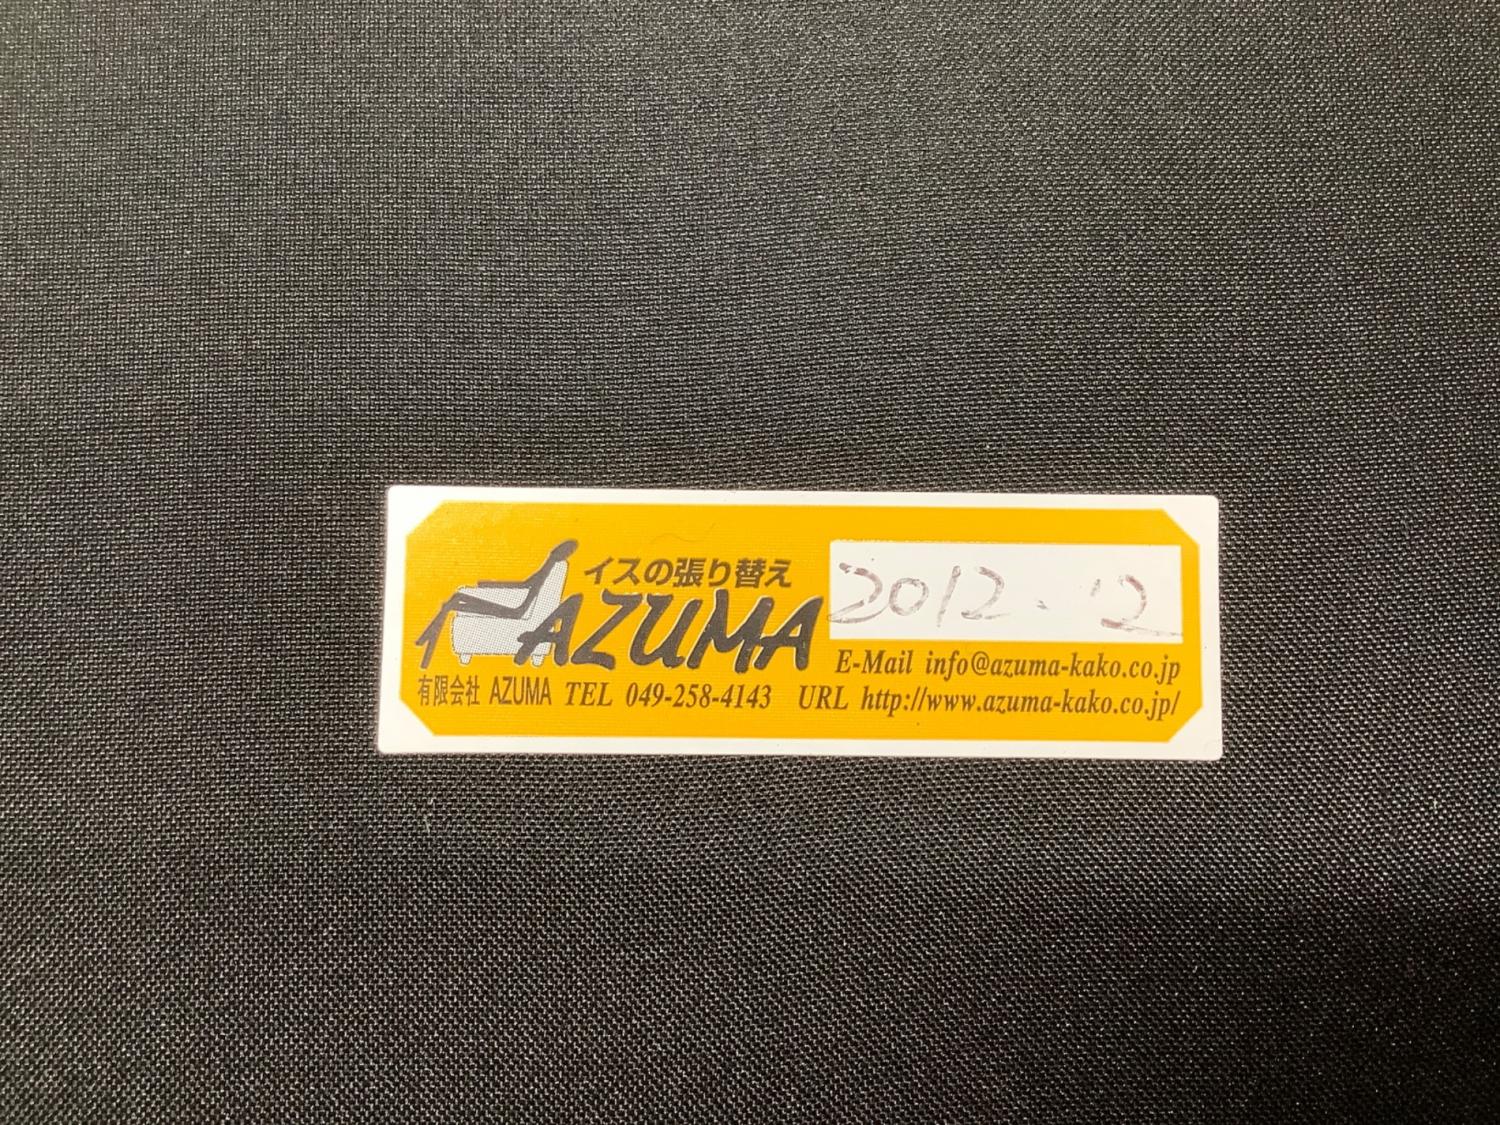 イスの張り替え
AZUMA
2012.12
E-Mail info@azuma-kako.co.jp
有限会社 AZUMA TEL 049-258-4143 URL http://www.azuma-kako.co.jp/